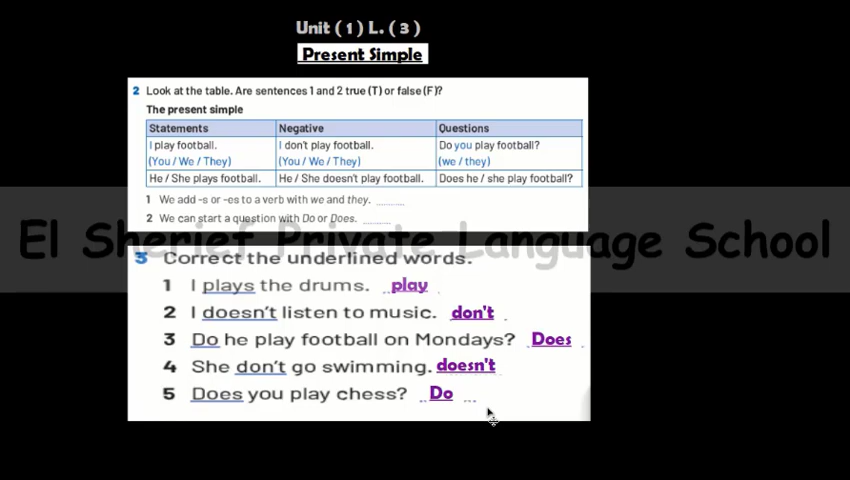 Unit ( 1 ) L. ( 3 )
Present Simple
2 Look at the table. Are sentences 1 and 2 true (T) or false (F)?
The present simple
Statements Negative Questions
I play football. I don't play football. Do you play football?
(You / We / They) (You / We / They) (we / they)
He / She plays football. He / She doesn't play football. Does he / she play football?
1 We add -s or -es to a verb with we and they. ........
2 We can start a question with Do or Does. ........
El Sherief Private Language School
3 Correct the underlined words.
1 I plays the drums. play
2 I doesn't listen to music. don't
3 Do he play football on Mondays? Does
4 She don't go swimming. doesn't
5 Does you play chess? Do